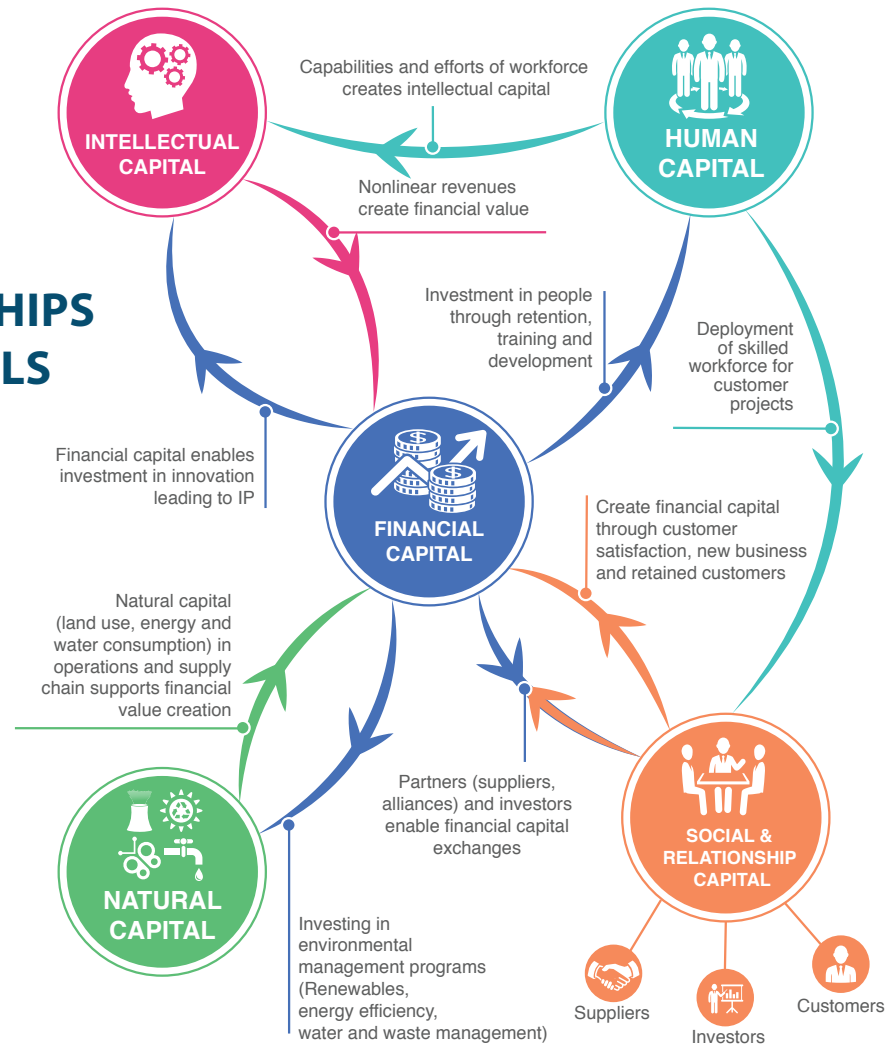 INTELLECTUAL
CAPITAL
Capabilities and efforts of workforce
creates intellectual capital
HUMAN
CAPITAL
Nonlinear revenues
create financial value
HIPS
LS
Investment in people
through retention,
training and
development
Deployment
of skilled
workforce for
customer
projects
Financial capital enables
investment in innovation
leading to IP
FINANCIAL
CAPITAL
Create financial capital
through customer
satisfaction, new business
and retained customers
Natural capital
(land use, energy and
water consumption) in
operations and supply
chain supports financial
value creation
Partners (suppliers,
alliances) and investors
enable financial capital
exchanges
SOCIAL &
RELATIONSHIP
CAPITAL
NATURAL
CAPITAL
Investing in
environmental
management programs
(Renewables,
energy efficiency,
water and waste management)
Suppliers
Investors
Customers